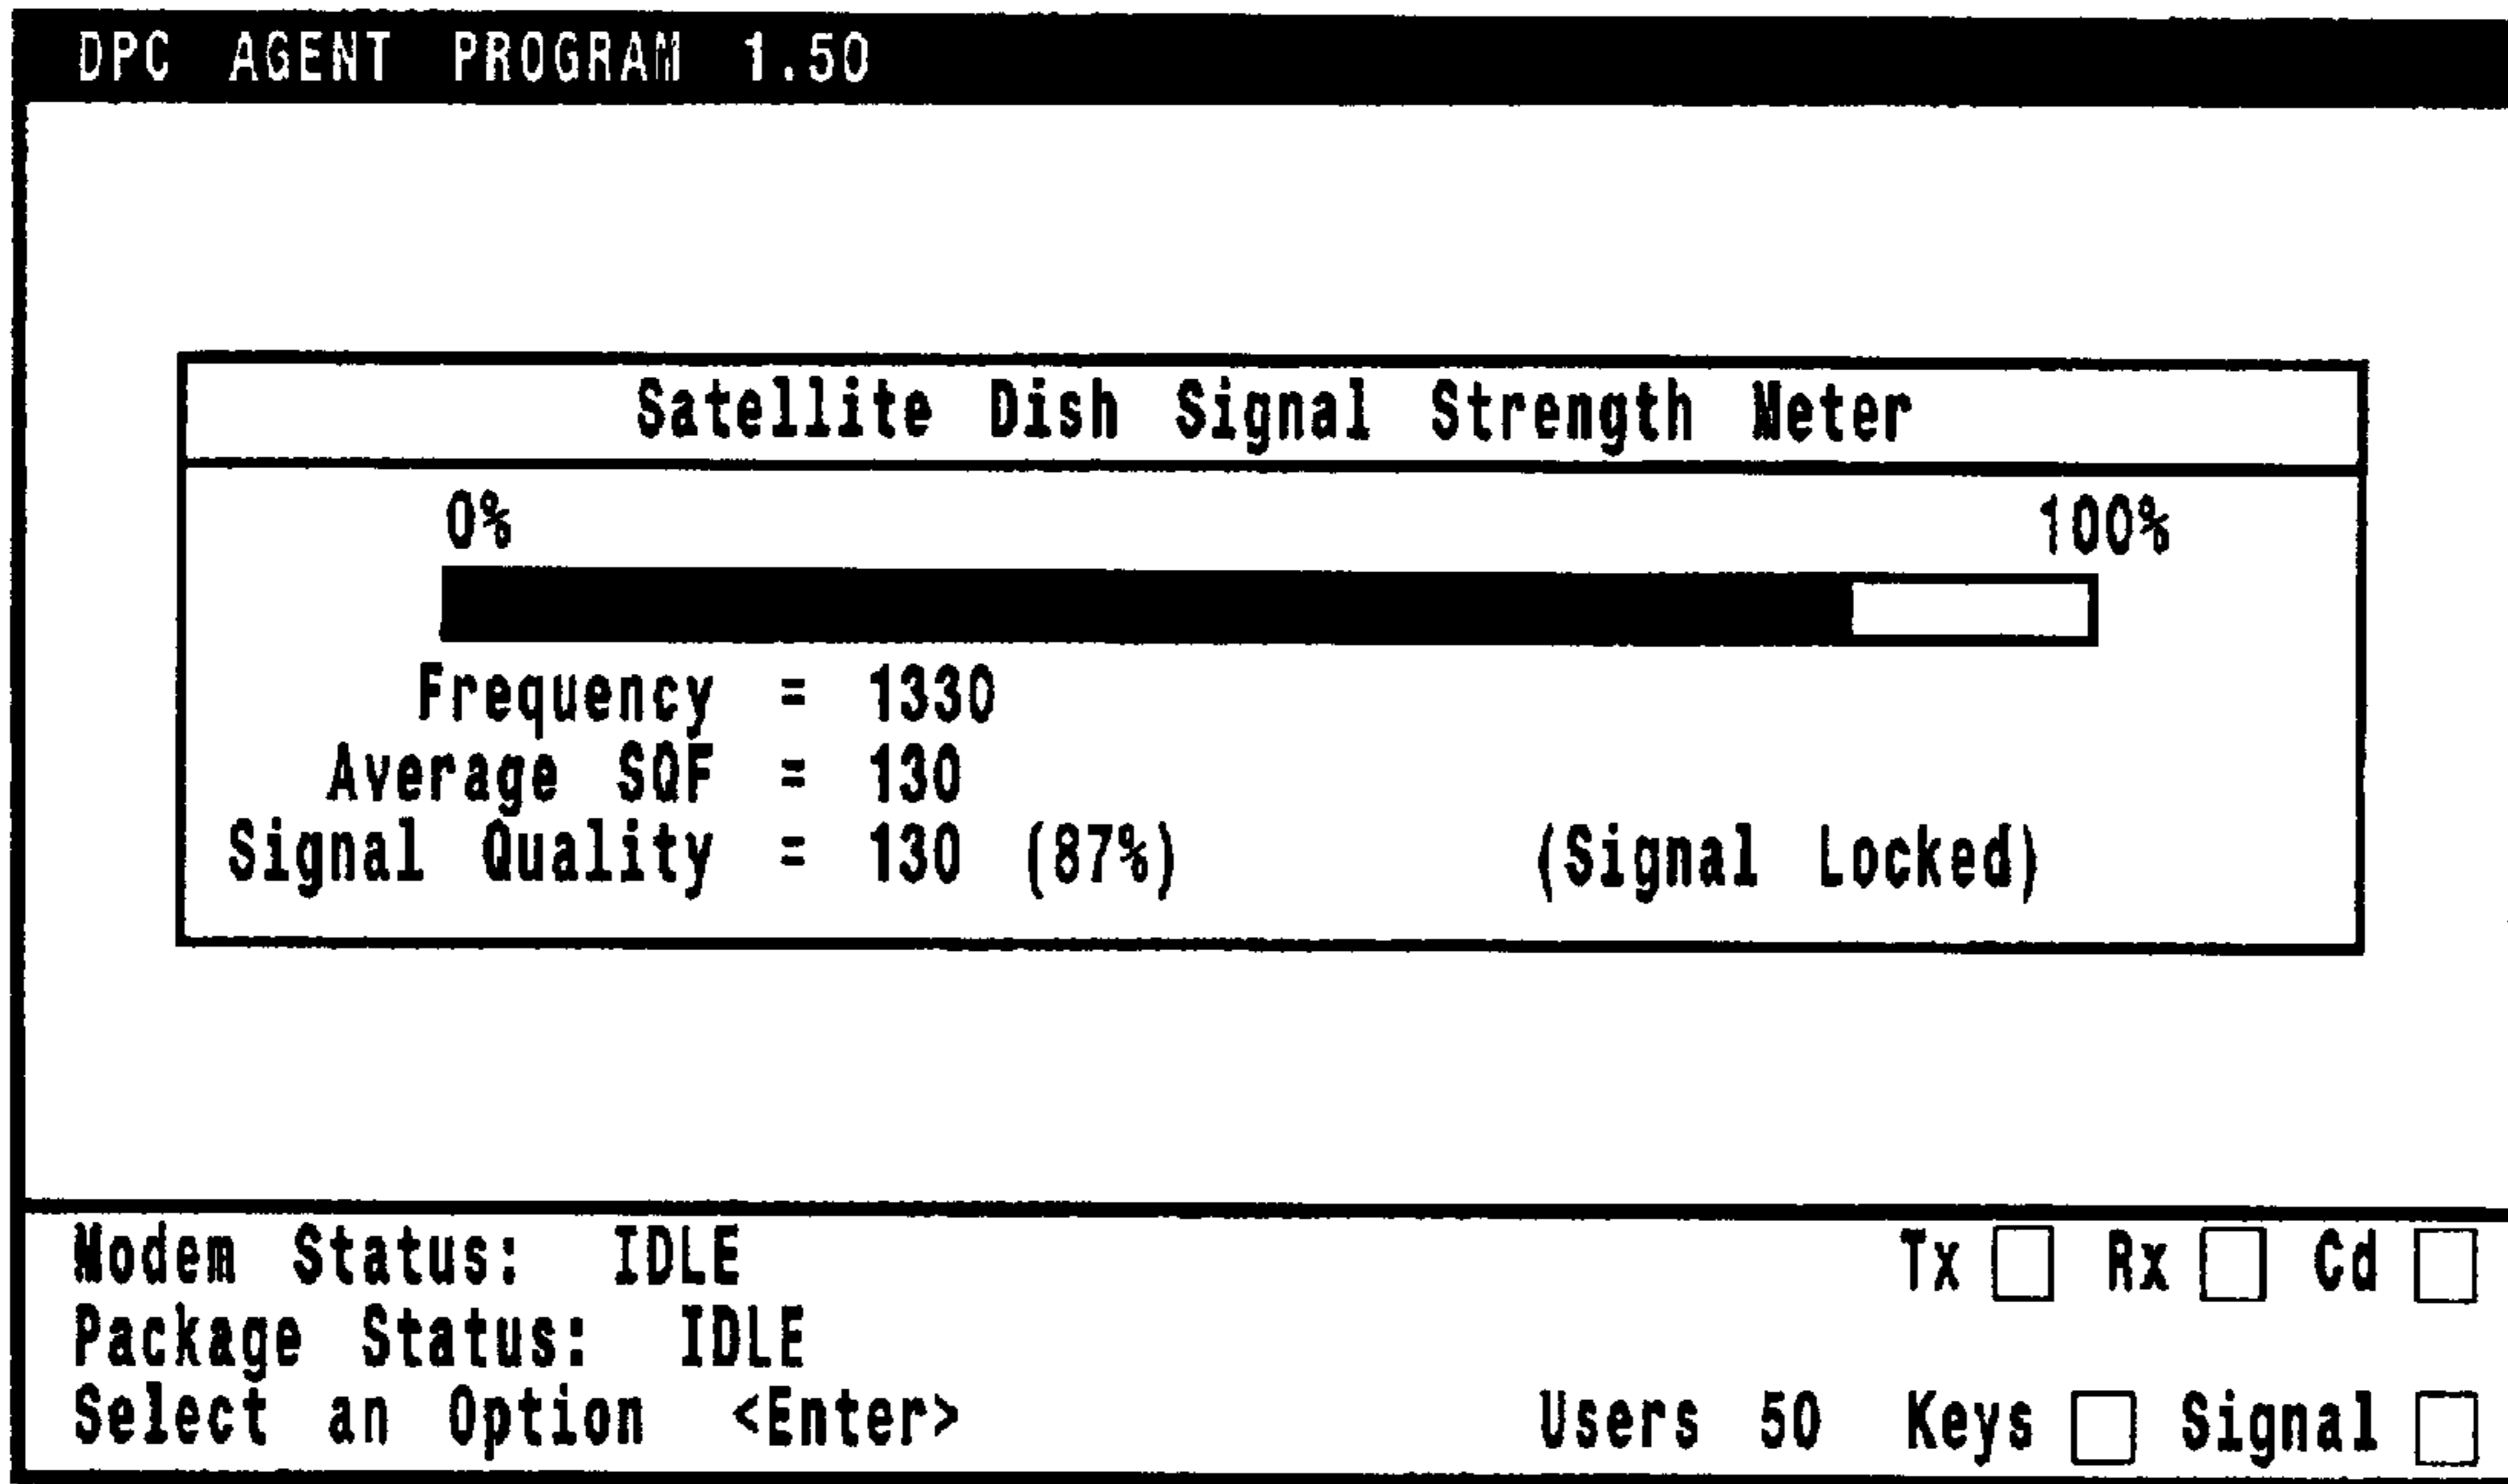 DPC AGENT PROGRAM 1.50
Satellite Dish Signal Strength Meter
0% 100%
Frequency = 1330
Average SQF = 130
Signal Quality = 130 (87%) (Signal Locked)
Modem Status: IDLE Tx Rx Cd
Package Status: IDLE
Select an Option <Enter> Users 50 Keys Signal